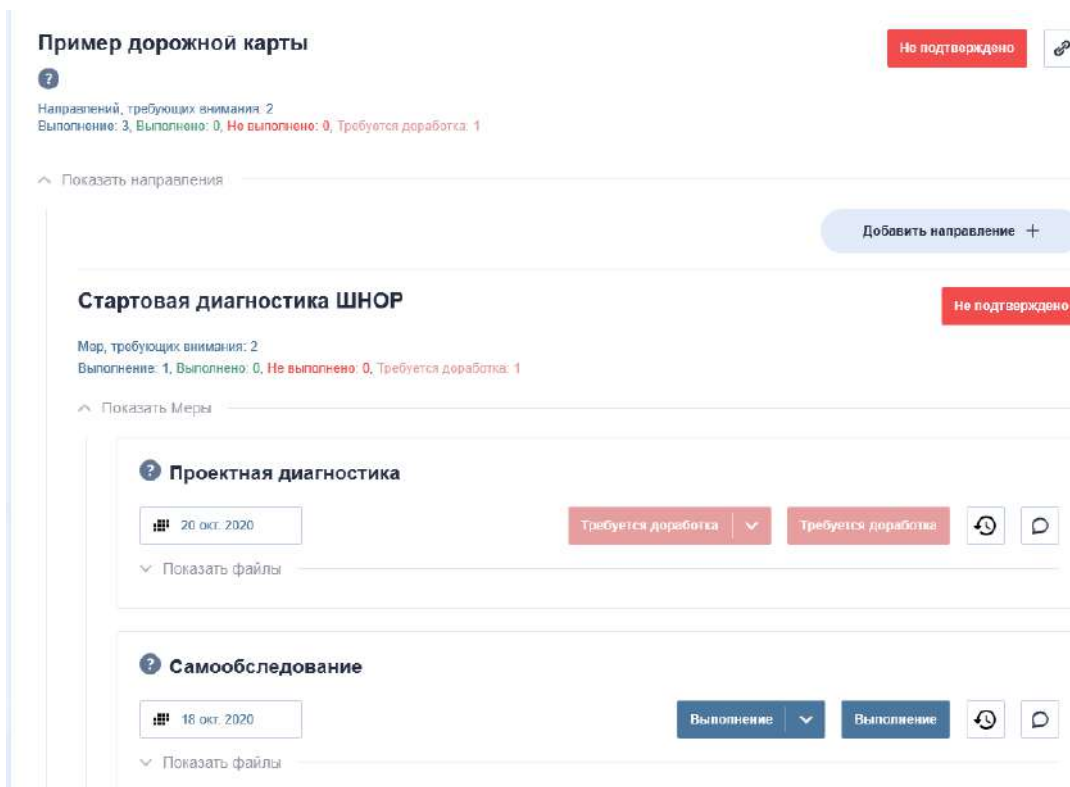 Пример дорожной карты
Не подтверждено
?
Направлений, требующих внимания: 2
Выполнение: 3, Выполнено: 0, Не выполнено: 0, Требуется доработка: 1
Показать направления
Добавить направление +
Стартовая диагностика ШНОР
Не подтверждено
Мер, требующих внимания: 2
Выполнение: 1, Выполнено: 0, Не выполнено: 0, Требуется доработка: 1
Показать Меры
? Проектная диагностика
20 окт. 2020 Требуется доработка Требуется доработка
Показать файлы
? Самообследование
18 окт. 2020 Выполнение Выполнение
Показать файлы